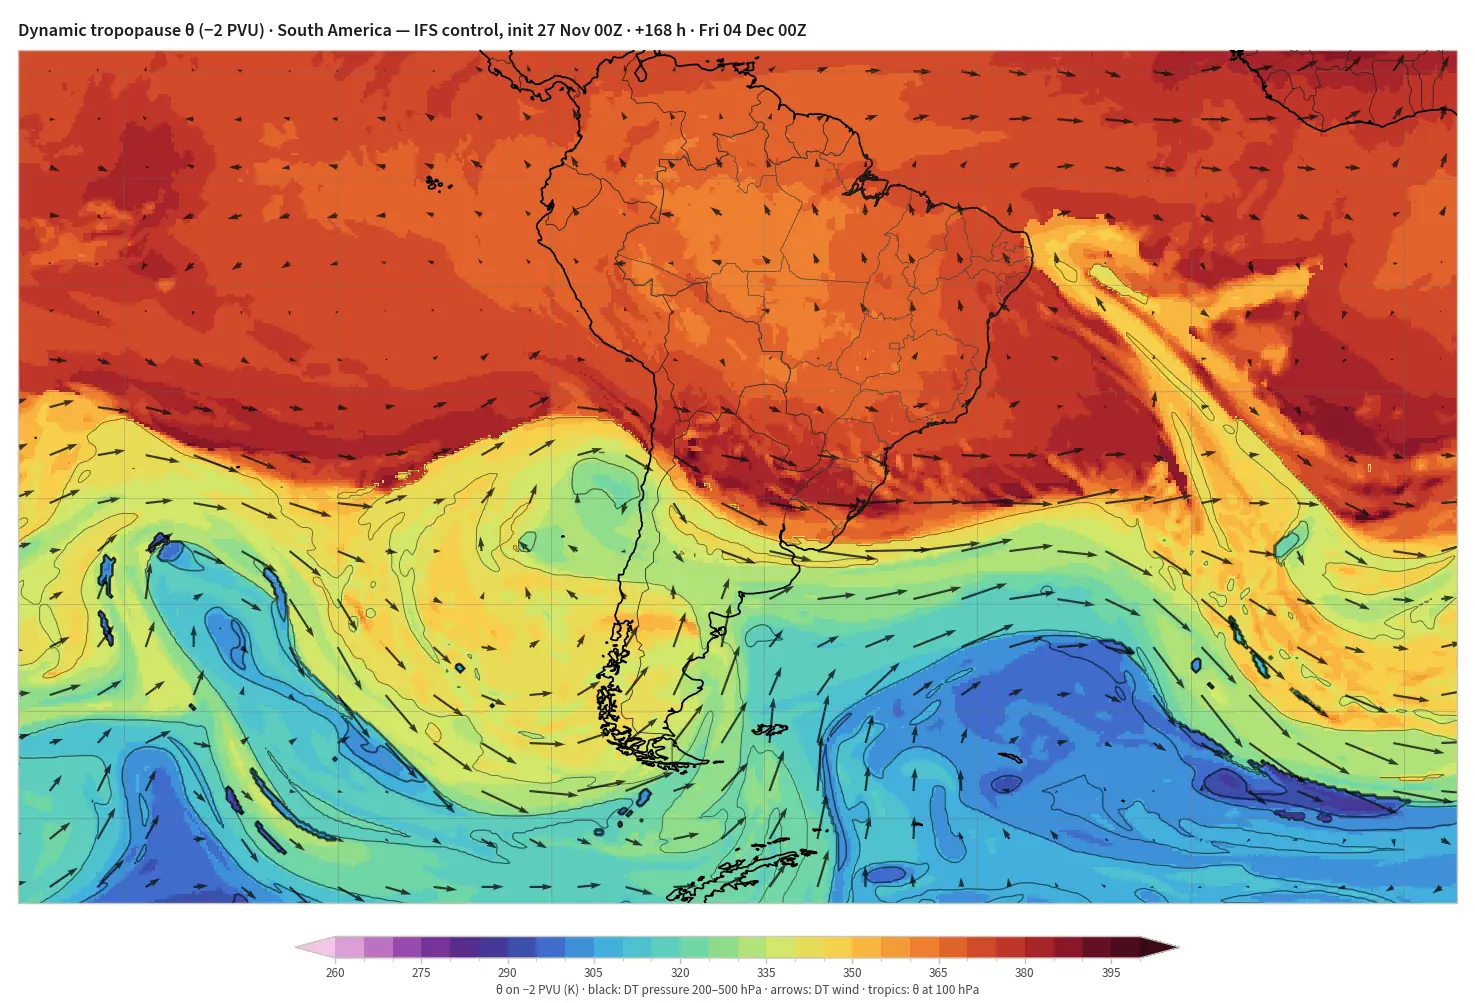 Dynamic tropopause θ (−2 PVU) · South America — IFS control, init 27 Nov 00Z · +168 h · Fri 04 Dec 00Z
260 275 290 305 320 335 350 365 380 395
θ on −2 PVU (K) · black: DT pressure 200–500 hPa · arrows: DT wind · tropics: θ at 100 hPa